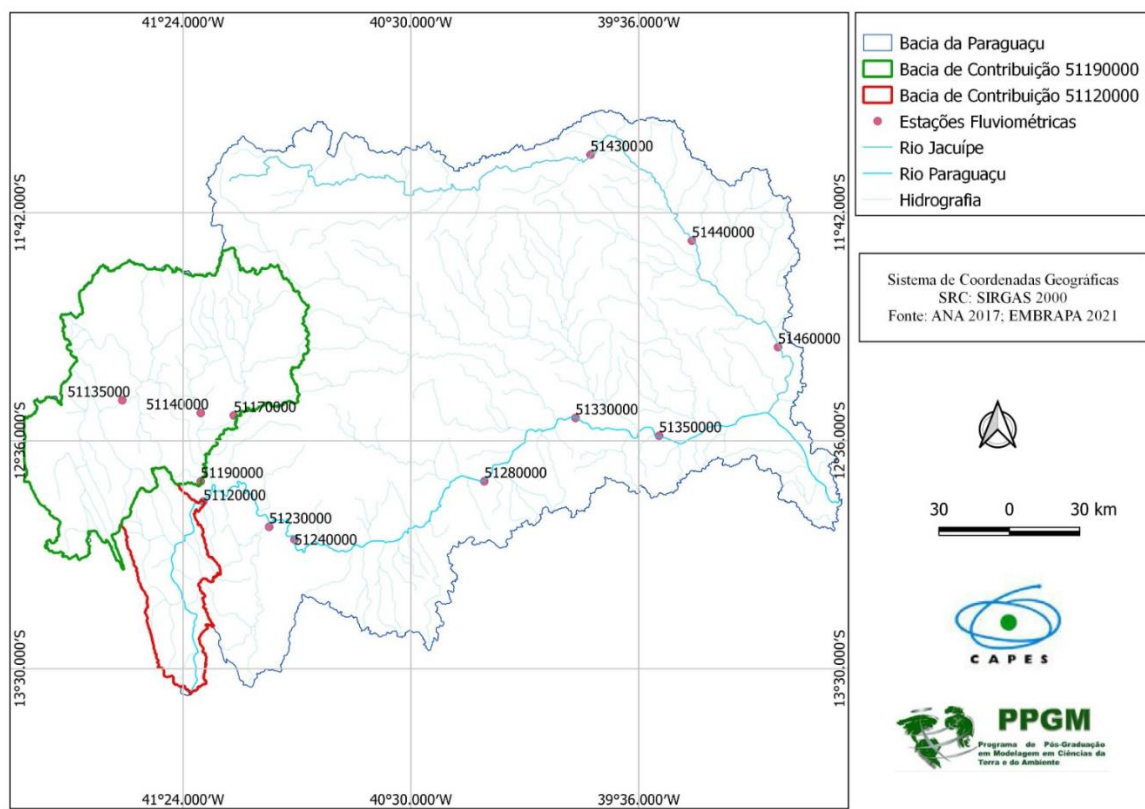 41°24.000'W
40°30.000'W
39°36.000'W
11°42.000'S
12°36.000'S
13°30.000'S
11°42.000'S
12°36.000'S
13°30.000'S
51430000
51440000
51460000
51135000
51140000
51170000
51330000
51350000
51190000
51120000
51280000
51230000
51240000
41°24.000'W
40°30.000'W
39°36.000'W
Bacia da Paraguaçu
Bacia de Contribuição 51190000
Bacia de Contribuição 51120000
Estações Fluviométricas
Rio Jacuípe
Rio Paraguaçu
Hidrografia
Sistema de Coordenadas Geográficas
SRC: SIRGAS 2000
Fonte: ANA 2017; EMBRAPA 2021
30 0 30 km
CAPES
PPGM
Programa de Pós-Graduação
em Modelagem em Ciências da
Terra e do Ambiente